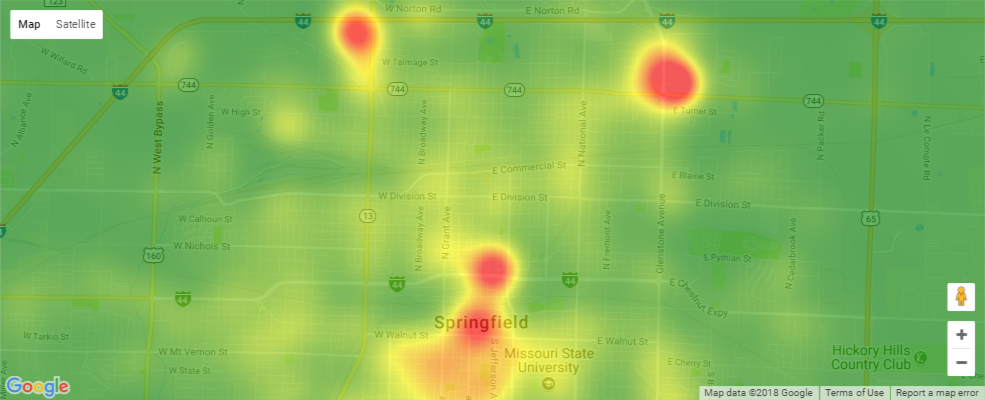 123
Map Satellite
W Norton Rd
E Norton Rd
44
44
44
W Willard Rd
W Talmage St
44
744
744
744
744
N Alliance Ave
N West Bypass
N Golden Ave
W High St
N Broadway Ave
N National Ave
E Turner St
N Packer Rd
N Le Compte Rd
E Commercial St
E Blaine St
W Division St
E Division St
E Division St
13
W Calhoun St
N Broadway Ave
N Grant Ave
N Fremont Ave
Glenstone Avenue
N Cedarbrook Ave
65
W Nichols St
160
E Pythian St
44
44
44
E Chestnut Expy
Springfield
W Tarkio St
W Walnut St
E Walnut St
S Jefferson A
W Mt Vernon St
Missouri State
University
E Cherry St
Hickory Hills
Country Club
W State St
Google
Map data ©2018 Google
Terms of Use
Report a map error